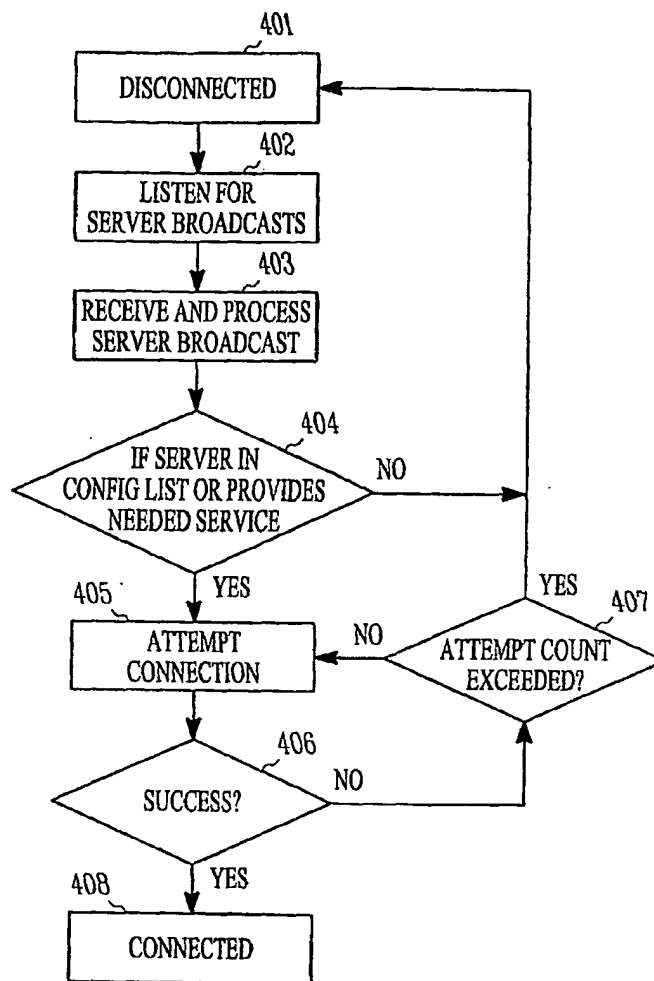 401
DISCONNECTED
402
LISTEN FOR
SERVER BROADCASTS
403
RECEIVE AND PROCESS
SERVER BROADCAST
404
IF SERVER IN
CONFIG LIST OR PROVIDES
NEEDED SERVICE
NO
YES
405
ATTEMPT
CONNECTION
NO
YES
407
ATTEMPT COUNT
EXCEEDED?
406
SUCCESS?
NO
YES
408
CONNECTED